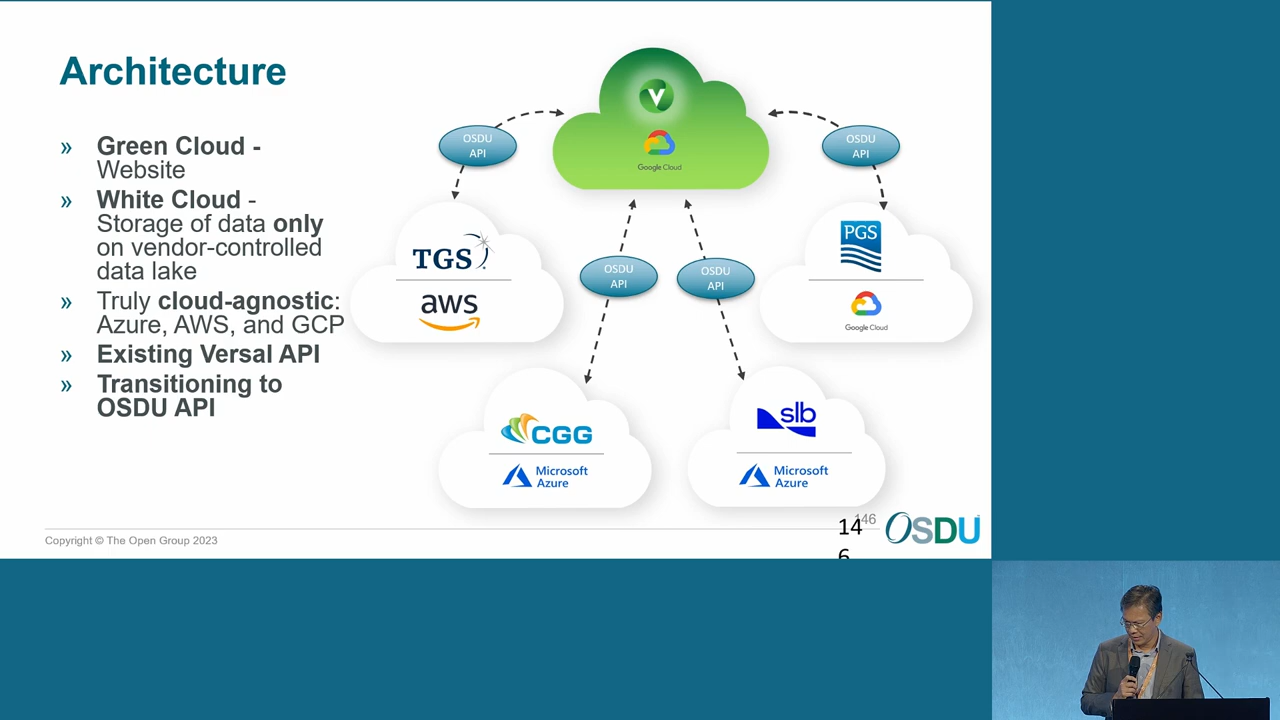 Architecture
» Green Cloud -
Website
» White Cloud -
Storage of data only
on vendor-controlled
data lake
» Truly cloud-agnostic:
Azure, AWS, and GCP
» Existing Versal API
» Transitioning to
OSDU API
V
Google Cloud
OSDU
API
OSDU
API
TGS
aws
OSDU
API
OSDU
API
PGS
Google Cloud
CGG
Microsoft
Azure
slb
Microsoft
Azure
Copyright © The Open Group 2023
146
14
6
OSDU